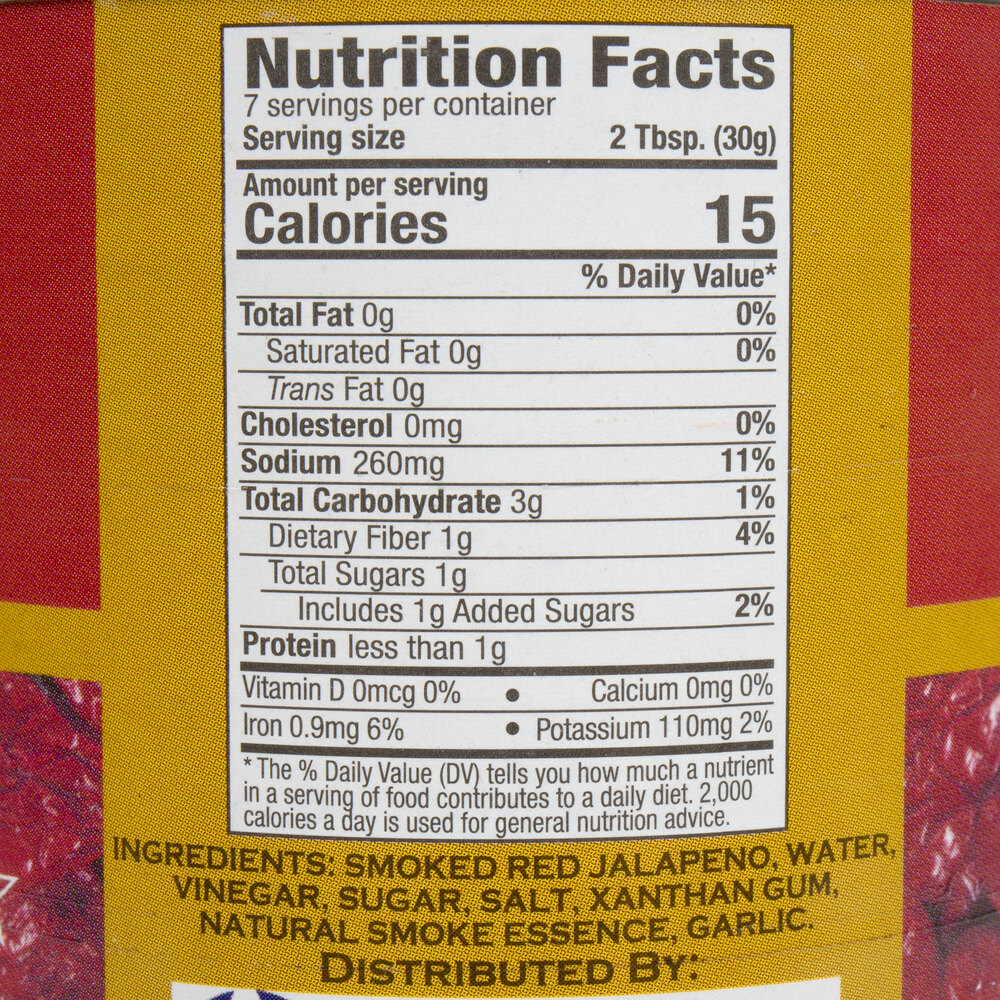 Nutrition Facts
7 servings per container
Serving size 2 Tbsp. (30g)
Amount per serving
Calories 15
% Daily Value*
Total Fat 0g 0%
Saturated Fat 0g 0%
Trans Fat 0g
Cholesterol 0mg 0%
Sodium 260mg 11%
Total Carbohydrate 3g 1%
Dietary Fiber 1g 4%
Total Sugars 1g
Includes 1g Added Sugars 2%
Protein less than 1g
Vitamin D 0mcg 0% • Calcium 0mg 0%
Iron 0.9mg 6% • Potassium 110mg 2%
* The % Daily Value (DV) tells you how much a nutrient
in a serving of food contributes to a daily diet. 2,000
calories a day is used for general nutrition advice.
INGREDIENTS: SMOKED RED JALAPENO, WATER,
VINEGAR, SUGAR, SALT, XANTHAN GUM,
NATURAL SMOKE ESSENCE, GARLIC.
DISTRIBUTED BY: